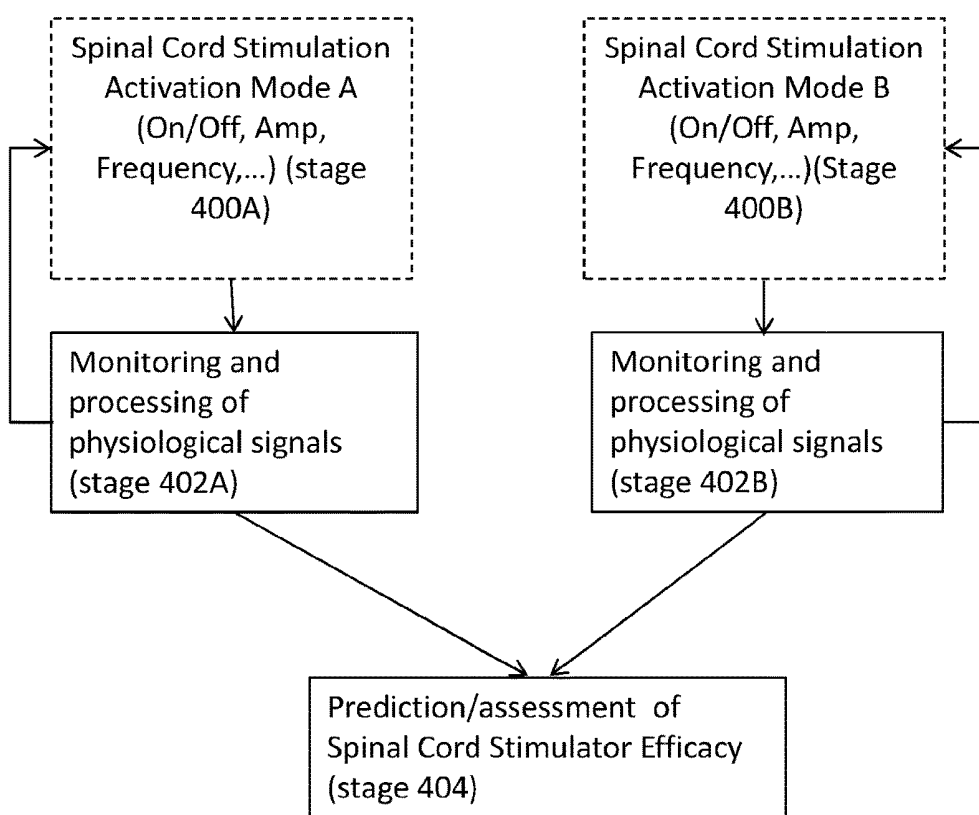 Spinal Cord Stimulation
Activation Mode A
(On/Off, Amp,
Frequency,...) (stage
400A)
Spinal Cord Stimulation
Activation Mode B
(On/Off, Amp,
Frequency,...)(Stage
400B)
Monitoring and
processing of
physiological signals
(stage 402A)
Monitoring and
processing of
physiological signals
(stage 402B)
Prediction/assessment of
Spinal Cord Stimulator Efficacy
(stage 404)